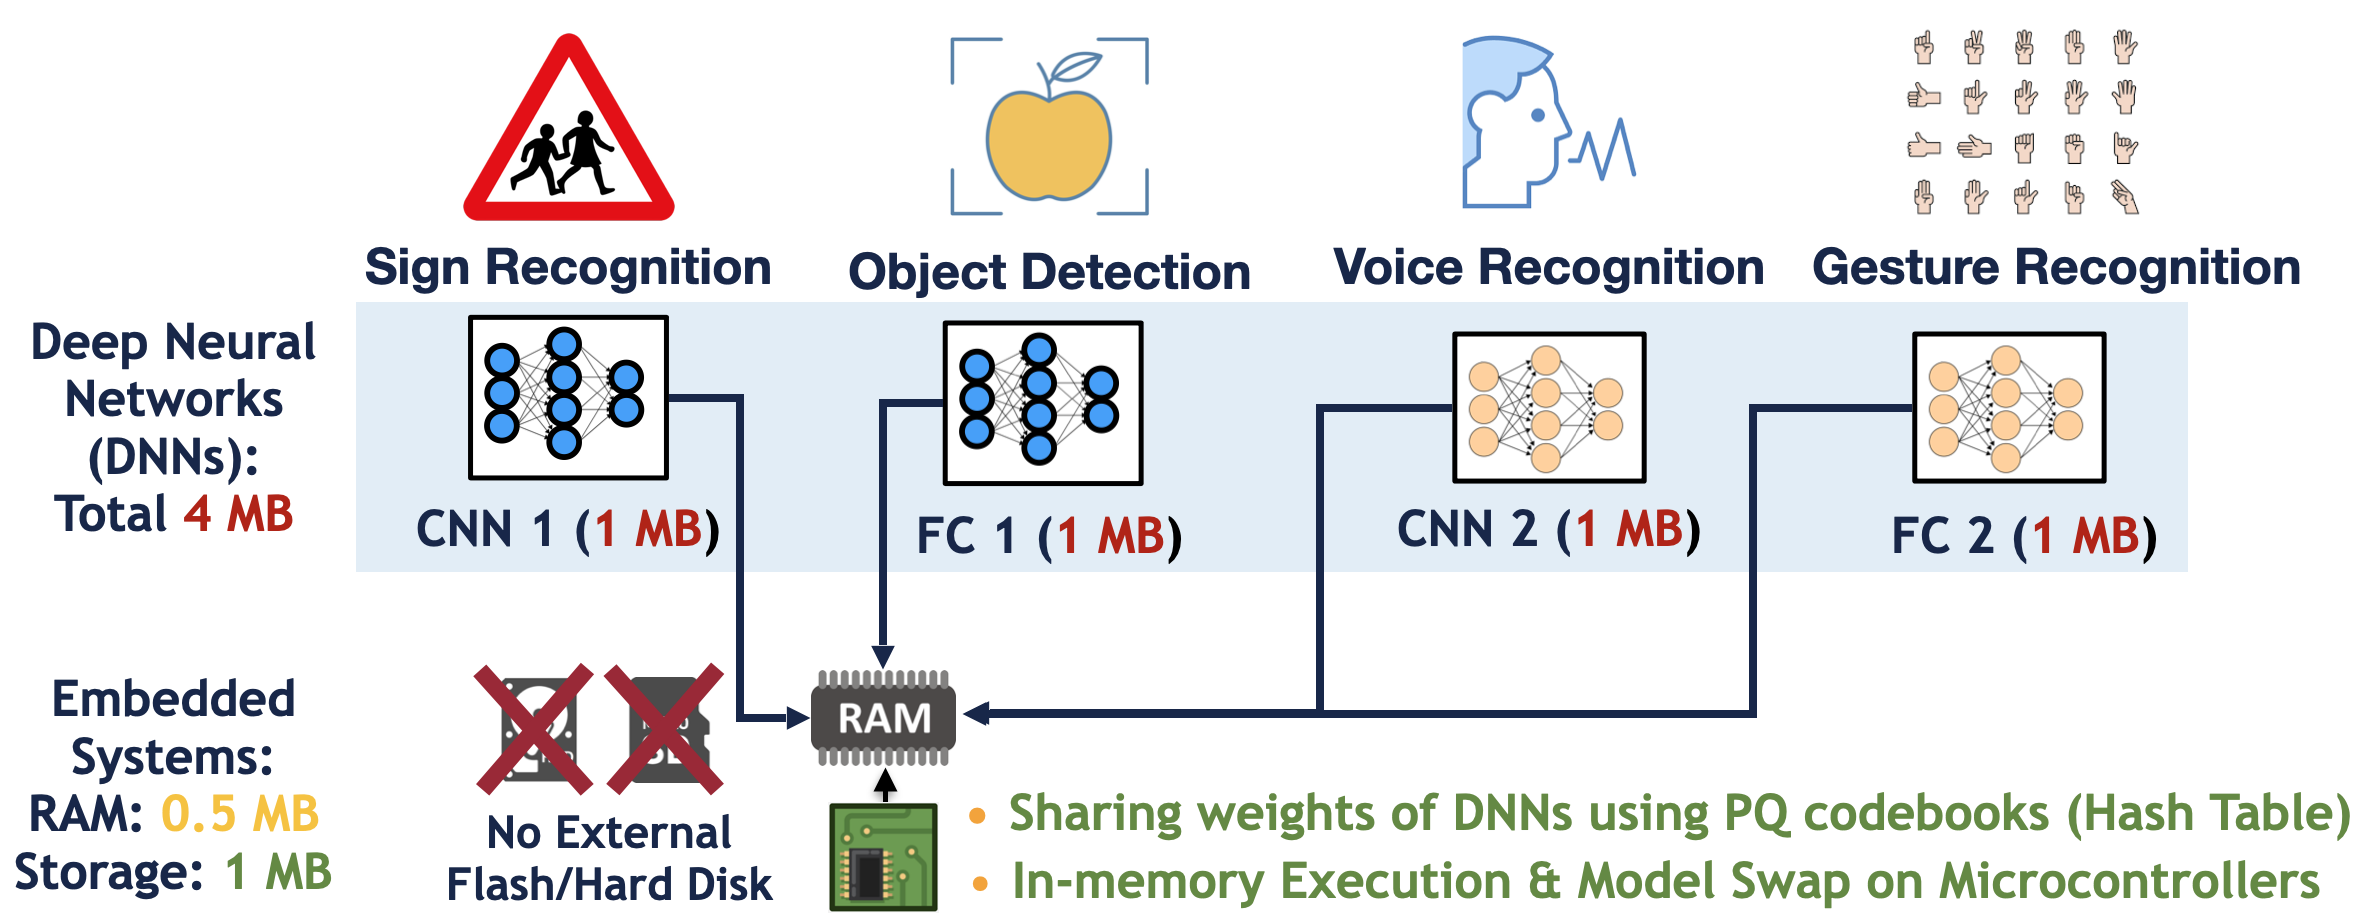 Sign Recognition
Object Detection
Voice Recognition
Gesture Recognition
Deep Neural
Networks
(DNNs):
Total 4 MB
CNN 1 (1 MB)
FC 1 (1 MB)
CNN 2 (1 MB)
FC 2 (1 MB)
Embedded
Systems:
RAM: 0.5 MB
Storage: 1 MB
No External
Flash/Hard Disk
RAM
• Sharing weights of DNNs using PQ codebooks (Hash Table)
• In-memory Execution & Model Swap on Microcontrollers